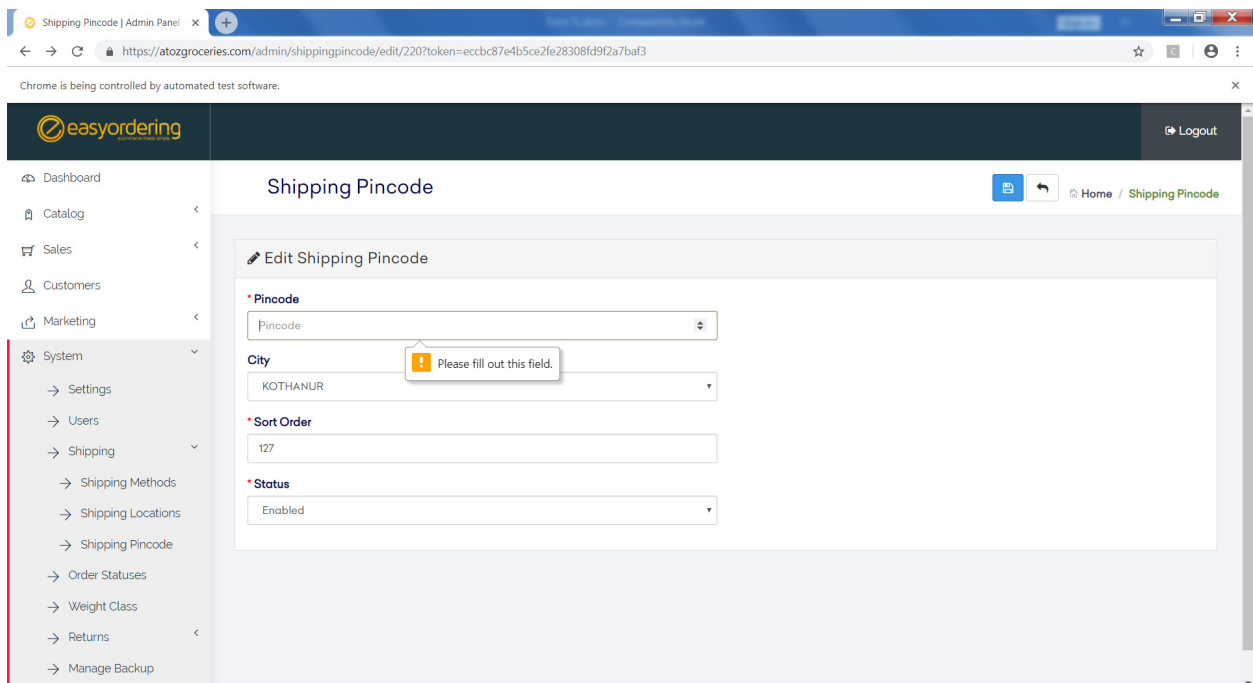 Shipping Pincode | Admin Panel
https://atozgroceries.com/admin/shippingpincode/edit/220?token=eccbc87e4b5ce2fe28308fd9f2a7baf3
Chrome is being controlled by automated test software.
easyordering
Logout
Dashboard
Catalog
Sales
Customers
Marketing
System
Settings
Users
Shipping
Shipping Methods
Shipping Locations
Shipping Pincode
Order Statuses
Weight Class
Returns
Manage Backup
Shipping Pincode
Home / Shipping Pincode
Edit Shipping Pincode
* Pincode
Pincode
Please fill out this field.
City
KOTHANUR
* Sort Order
127
* Status
Enabled